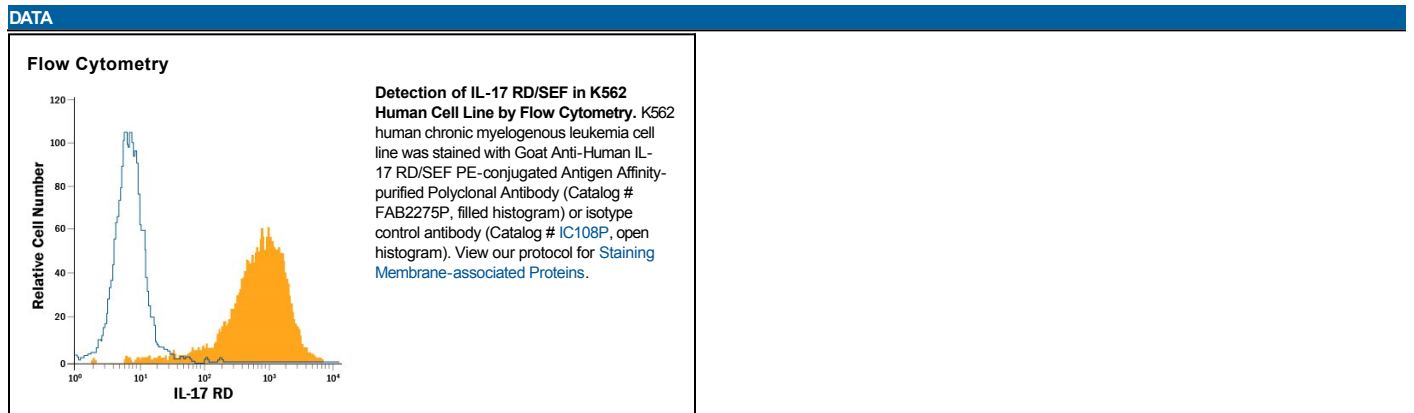 DATA
Flow Cytometry
120
100
80
60
40
20
0
Relative Cell Number
10⁰ 10¹ 10² 10³ 10⁴
IL-17 RD
Detection of IL-17 RD/SEF in K562
Human Cell Line by Flow Cytometry. K562
human chronic myelogenous leukemia cell
line was stained with Goat Anti-Human IL-
17 RD/SEF PE-conjugated Antigen Affinity-
purified Polyclonal Antibody (Catalog #
FAB2275P, filled histogram) or isotype
control antibody (Catalog # IC108P, open
histogram). View our protocol for Staining
Membrane-associated Proteins.